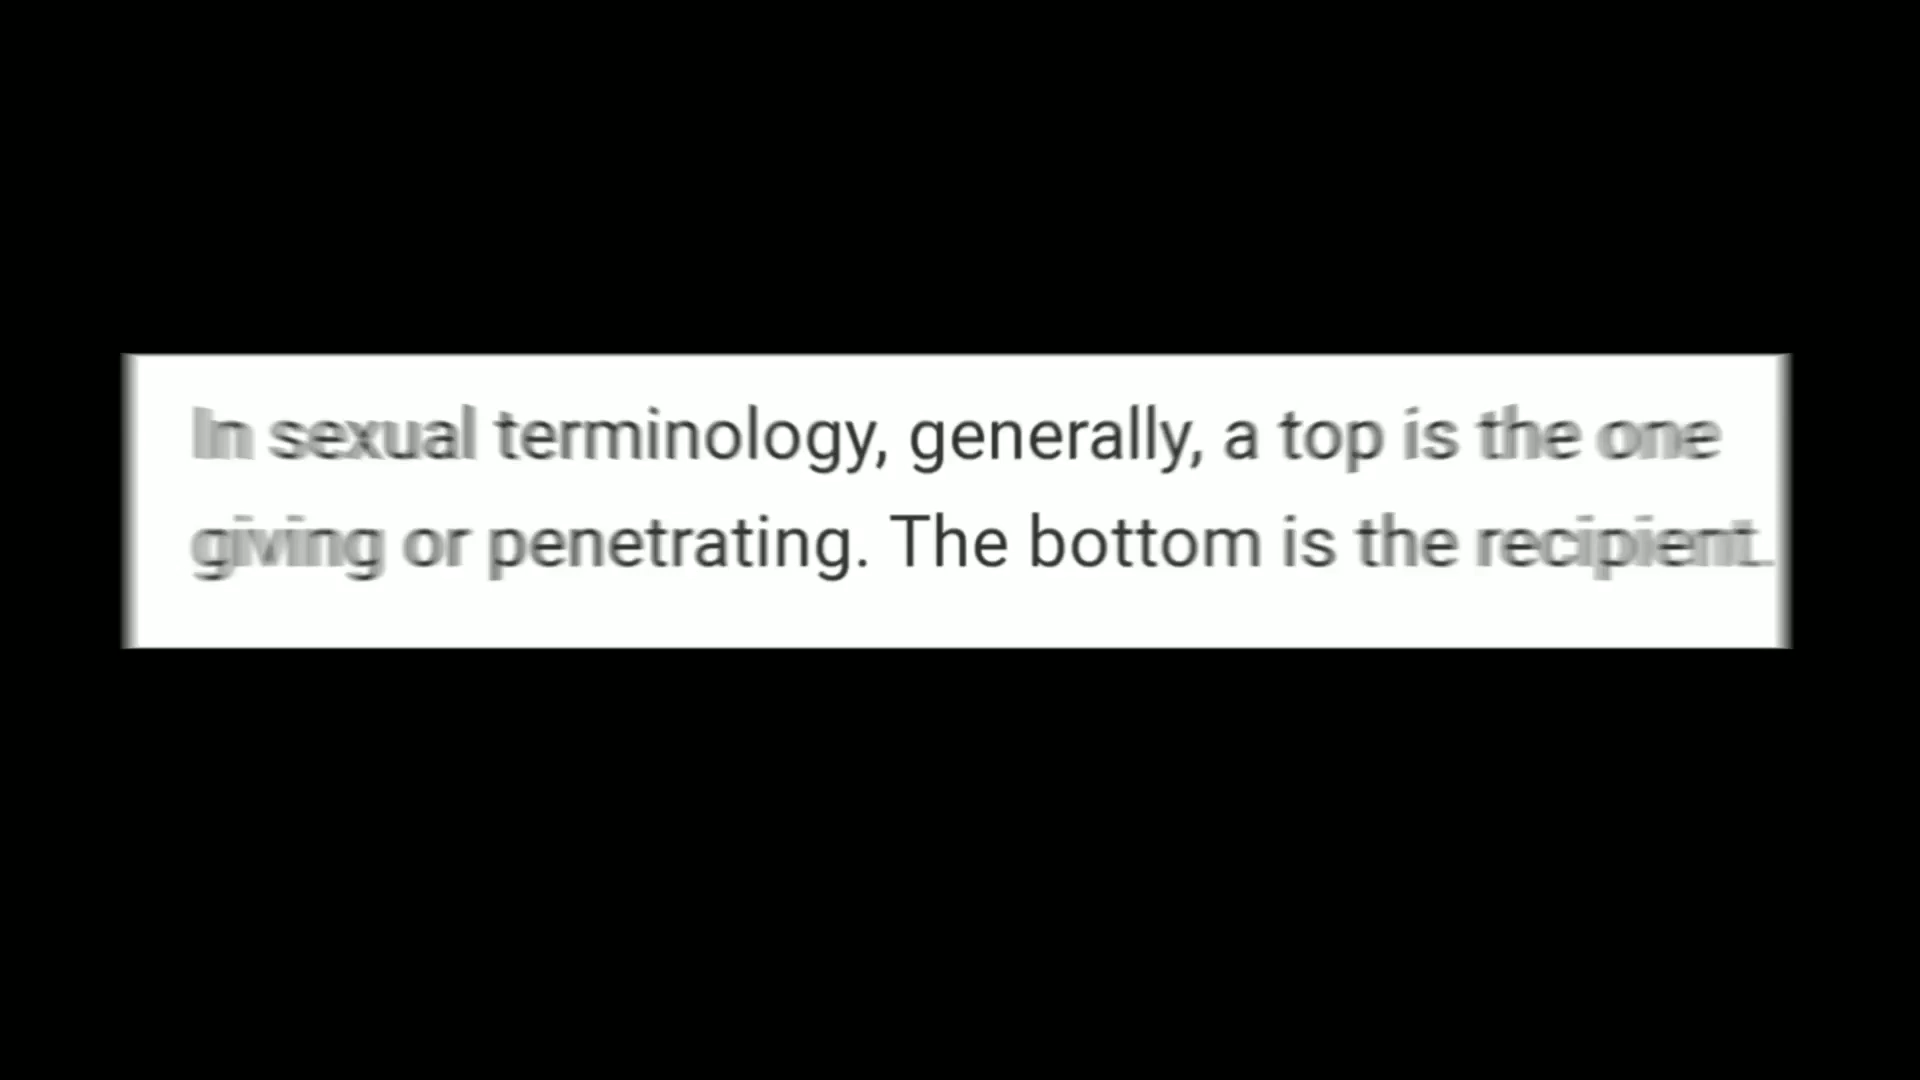 In sexual terminology, generally, a top is the one
giving or penetrating. The bottom is the recipient.